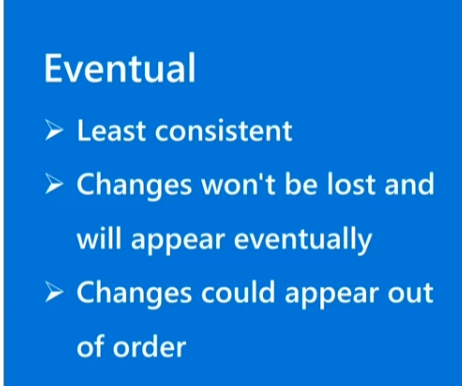 Eventual
➢ Least consistent
➢ Changes won't be lost and
will appear eventually
➢ Changes could appear out
of order